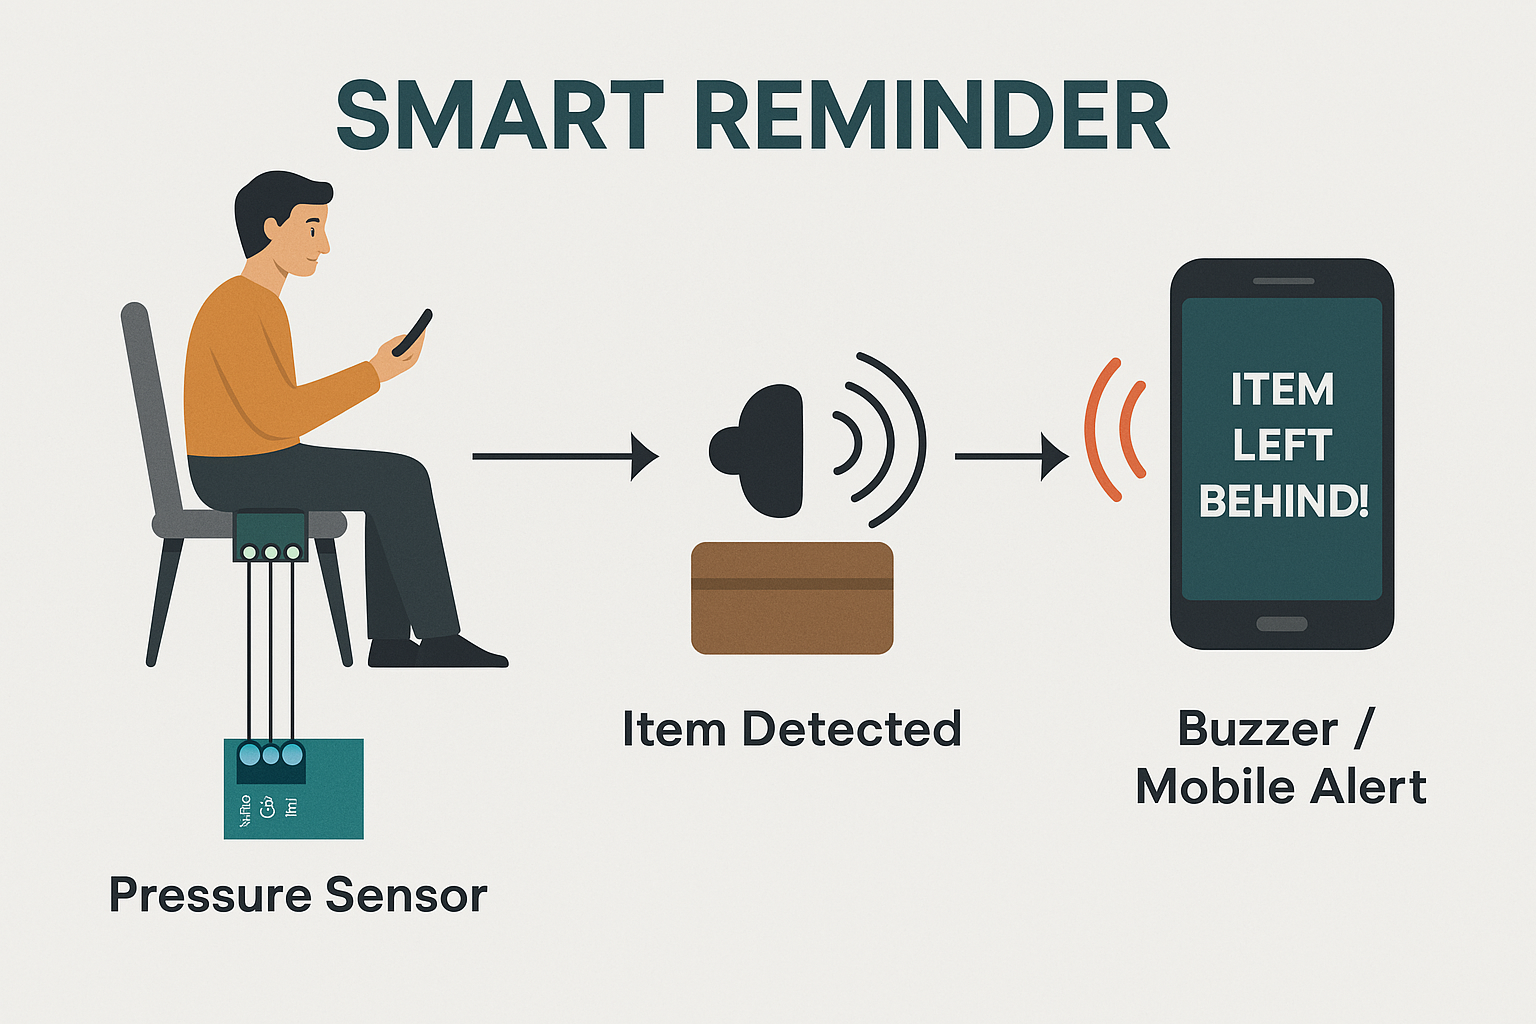 SMART REMINDER
ITEM
LEFT
BEHIND!
Item Detected
Buzzer /
Mobile Alert
Pressure Sensor